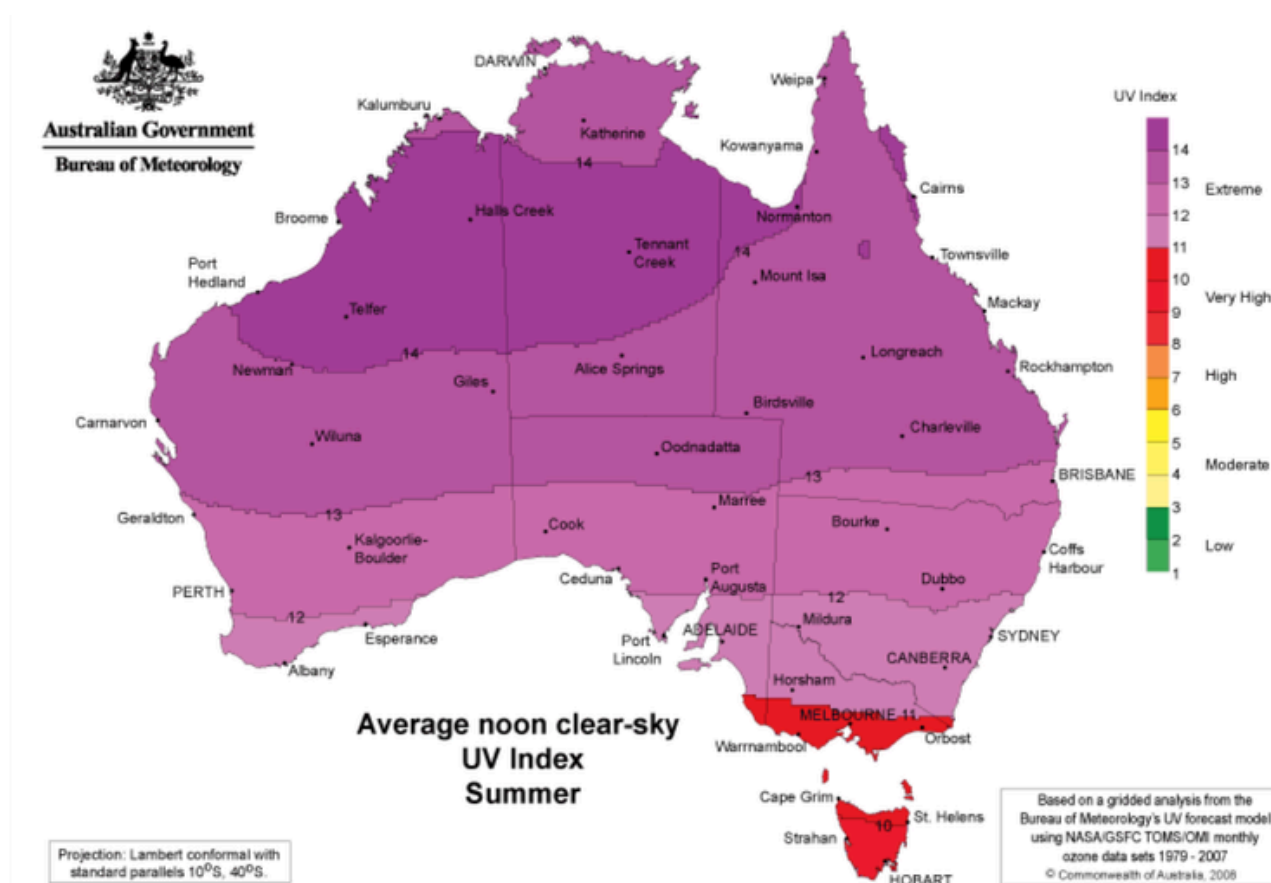 Australian Government
Bureau of Meteorology
DARWIN
Weipa
Kalumburu
Katherine
Kowanyama
14
Cairns
Broome
Halls Creek
Normanton
Tennant
Creek
14
Townsville
Port
Hedland
Mount Isa
Mackay
Telfer
14
Newman
Alice Springs
Longreach
Rockhampton
Giles
Birdsville
Carnarvon
Wiluna
Charleville
Oodnadatta
13
BRISBANE
Marree
Geraldton
13
Cook
Bourke
Kalgoorlie-
Boulder
Coffs
Harbour
Ceduna
Port
Augusta
Dubbo
PERTH
12
12
Mildura
Esperance
Port
Lincoln
ADELAIDE
SYDNEY
Albany
CANBERRA
Horsham
MELBOURNE 11
Warrnambool
Orbost
Cape Grim
St. Helens
10
Strahan
HOBART
UV Index
14
13
12
11
10
9
8
7
6
5
4
3
2
1
Extreme
Very High
High
Moderate
Low
Average noon clear-sky
UV Index
Summer
Projection: Lambert conformal with
standard parallels 10°S, 40°S.
Based on a gridded analysis from the
Bureau of Meteorology's UV forecast model
using NASA/GSFC TOMS/OMI monthly
ozone data sets 1979 - 2007
© Commonwealth of Australia, 2008